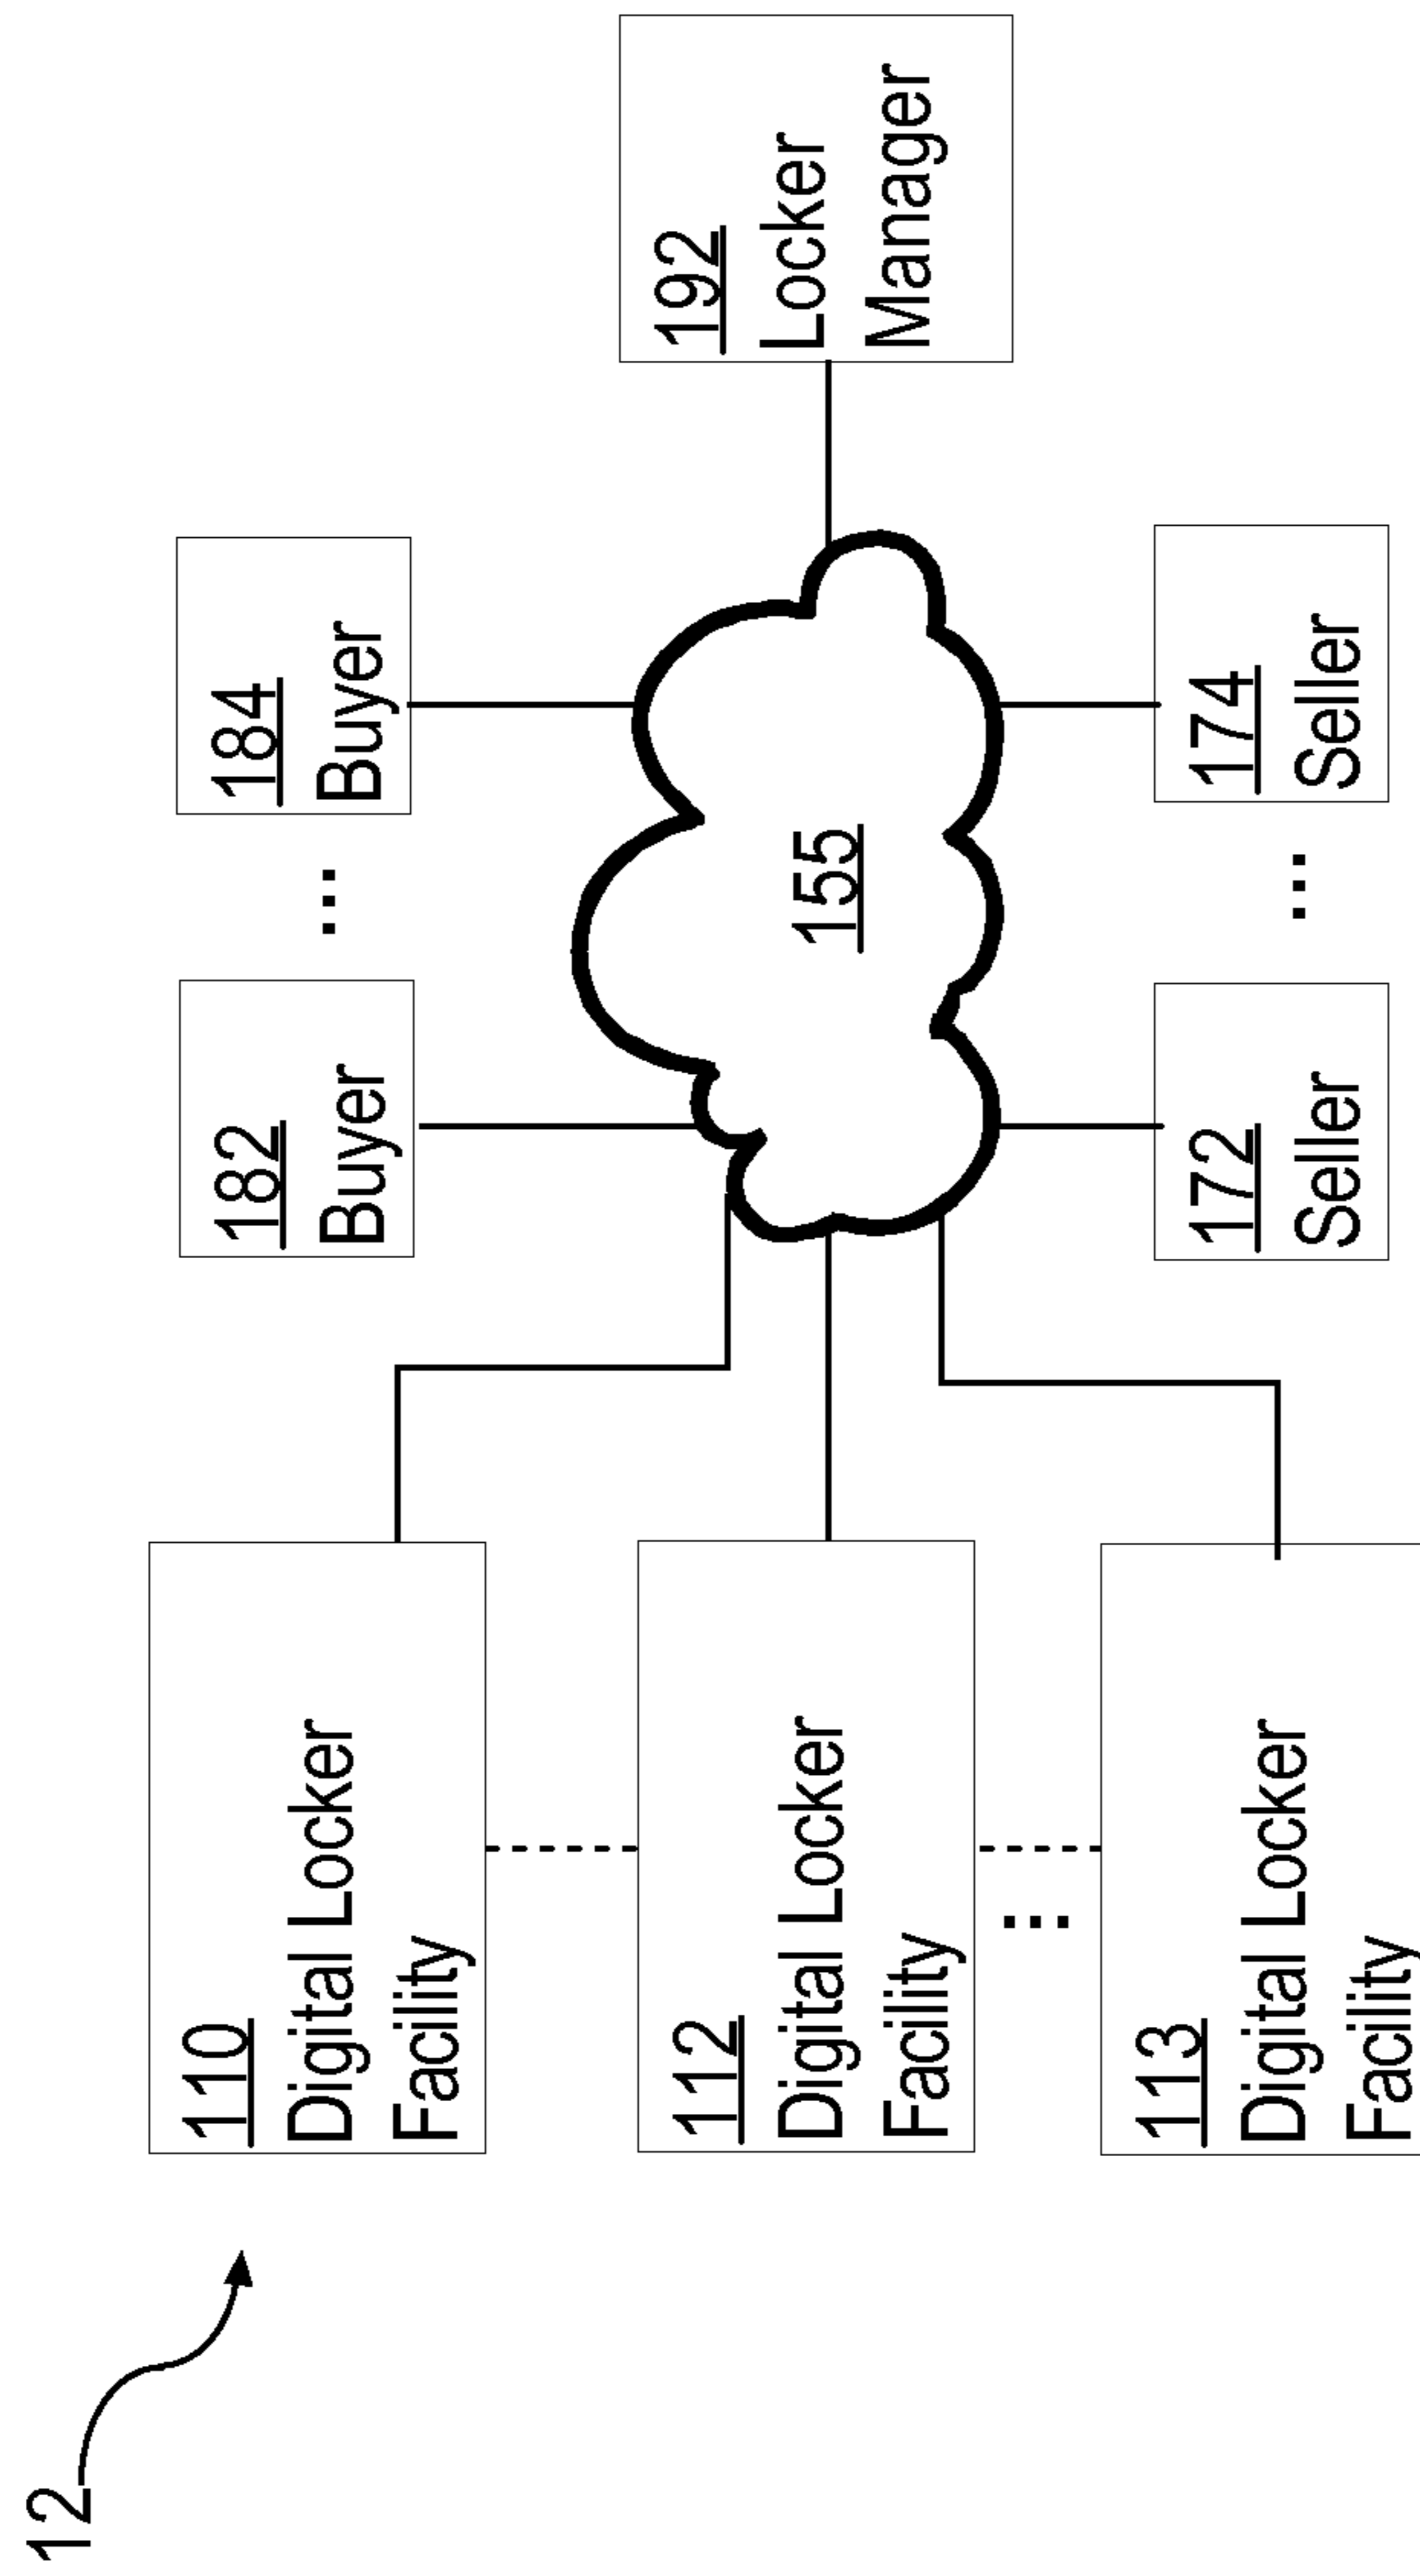 12
110
Digital Locker
Facility
112
Digital Locker
Facility
...
113
Digital Locker
Facility
182
Buyer
...
184
Buyer
155
172
Seller
...
174
Seller
192
Locker
Manager